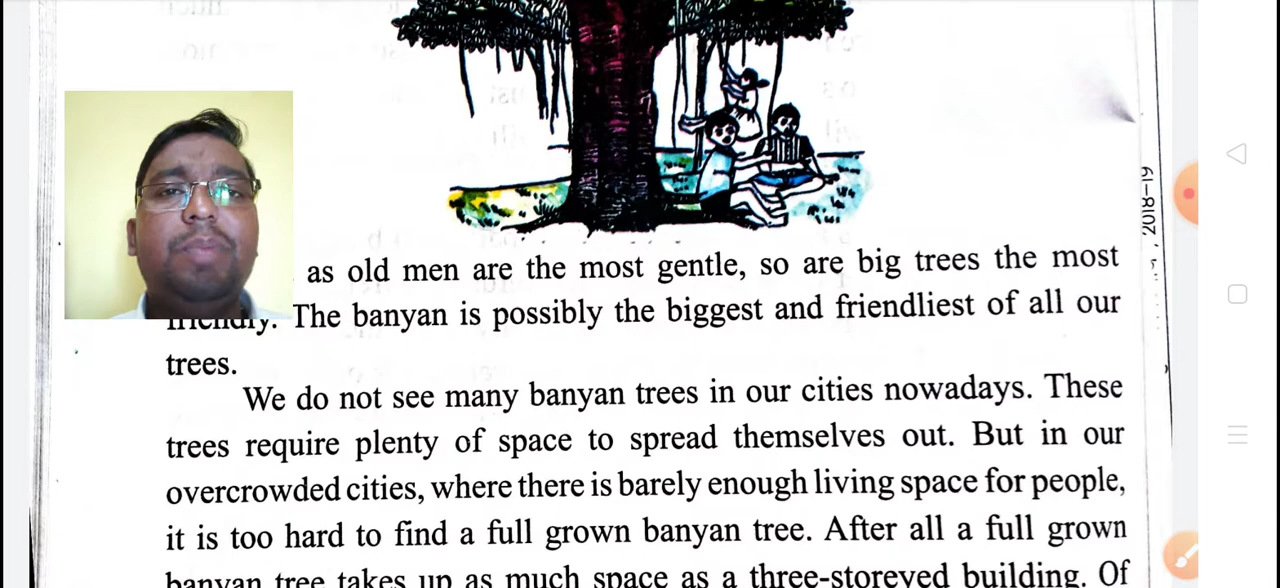 as old men are the most gentle, so are big trees the most
friendly. The banyan is possibly the biggest and friendliest of all our
trees.
We do not see many banyan trees in our cities nowadays. These
trees require plenty of space to spread themselves out. But in our
overcrowded cities, where there is barely enough living space for people,
it is too hard to find a full grown banyan tree. After all a full grown
banyan tree takes up as much space as a three-storeyed building. Of
2018-19